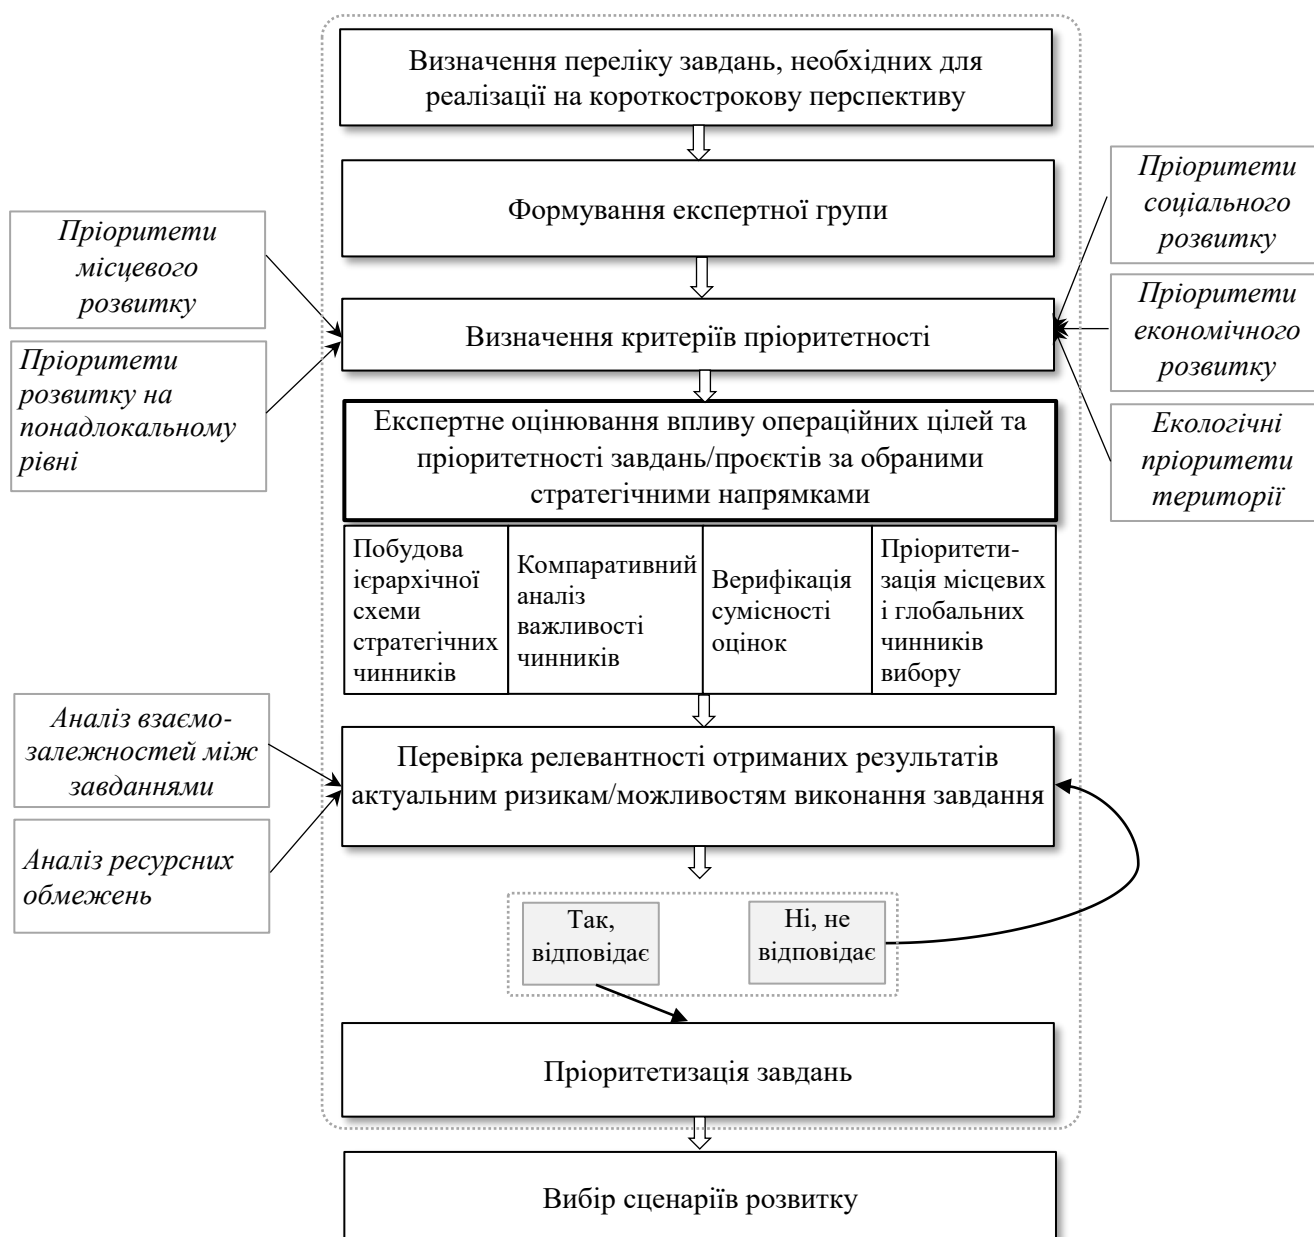 Визначення переліку завдань, необхідних для
реалізації на короткострокову перспективу
Формування експертної групи
Пріоритети
місцевого
розвитку
Пріоритети
розвитку на
понадлокальному
рівні
Визначення критеріїв пріоритетності
Пріоритети
соціального
розвитку
Пріоритети
економічного
розвитку
Екологічні
пріоритети
території
Експертне оцінювання впливу операційних цілей та
пріоритетності завдань/проєктів за обраними
стратегічними напрямками
Побудова
ієрархічної
схеми
стратегічних
чинників
Компаративний
аналіз
важливості
чинників
Верифікація
сумісності
оцінок
Пріоритети-
зація місцевих
і глобальних
чинників
вибору
Аналіз взаємо-
залежностей між
завданнями
Аналіз ресурсних
обмежень
Перевірка релевантності отриманих результатів
актуальним ризикам/можливостям виконання завдання
Так,
відповідає
Ні, не
відповідає
Пріоритетизація завдань
Вибір сценаріїв розвитку